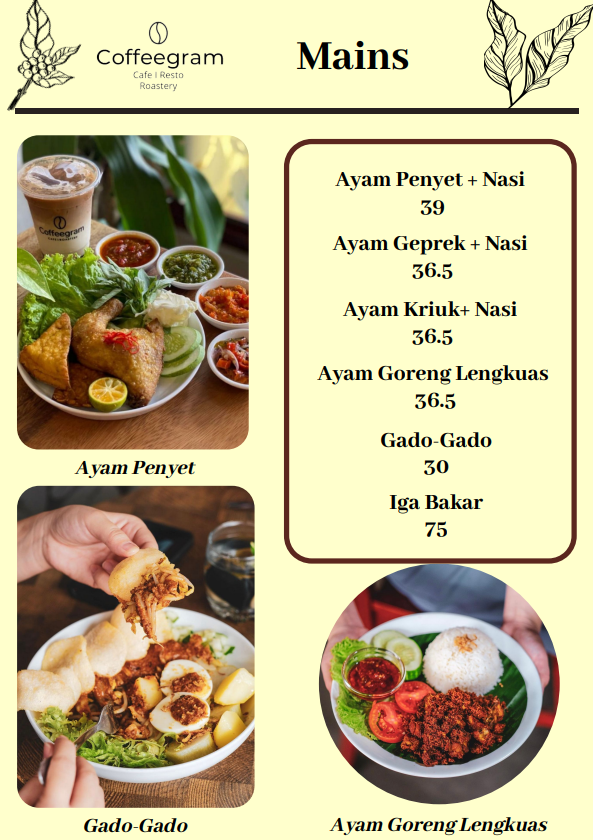 Coffeegram
Cafe I Resto
Roastery
Mains
Coffeegram
Ayam Penyet + Nasi
39
Ayam Geprek + Nasi
36.5
Ayam Kriuk+ Nasi
36.5
Ayam Goreng Lengkuas
36.5
Gado-Gado
30
Iga Bakar
75
Ayam Penyet
Gado-Gado
Ayam Goreng Lengkuas